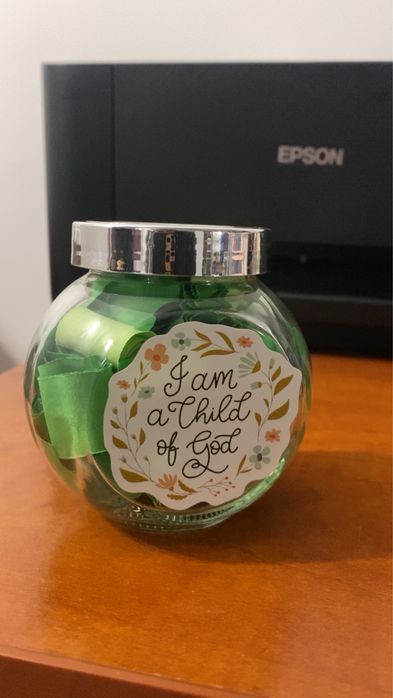 EPSON
I am
a Child
of God